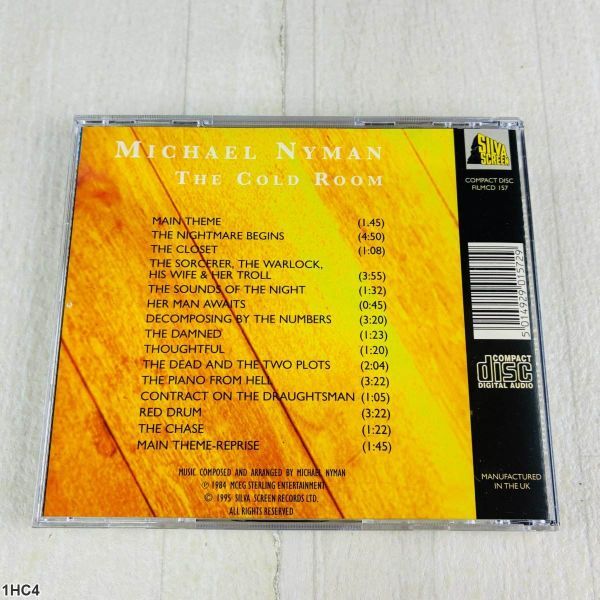 MICHAEL NYMAN
THE COLD ROOM
MAIN THEME (1.45)
THE NIGHTMARE BEGINS (4:50)
THE CLOSET (1:08)
THE SORCERER, THE WARLOCK,
HIS WIFE & HER TROLL (3:55)
THE SOUNDS OF THE NIGHT (1:32)
HER MAN AWAITS (0:45)
DECOMPOSING BY THE NUMBERS (3:20)
THE DAMNED (1:23)
THOUGHTFUL (1:20)
THE DEAD AND THE TWO PLOTS (2:04)
THE PIANO FROM HELL (3:22)
CONTRACT ON THE DRAUGHTSMAN (1:05)
RED DRUM (3:22)
THE CHASE (1:22)
MAIN THEME-REPRISE (1:45)
MUSIC COMPOSED AND ARRANGED BY MICHAEL NYMAN
℗ 1984 MCEG STERLING ENTERTAINMENT
© 1995 SILVA SCREEN RECORDS LTD.
ALL RIGHTS RESERVED
SILVA
SCREEN
COMPACT DISC
FILMCD 157
5 014929 015729
COMPACT
disc
DIGITAL AUDIO
MANUFACTURED
IN THE UK
1HC4